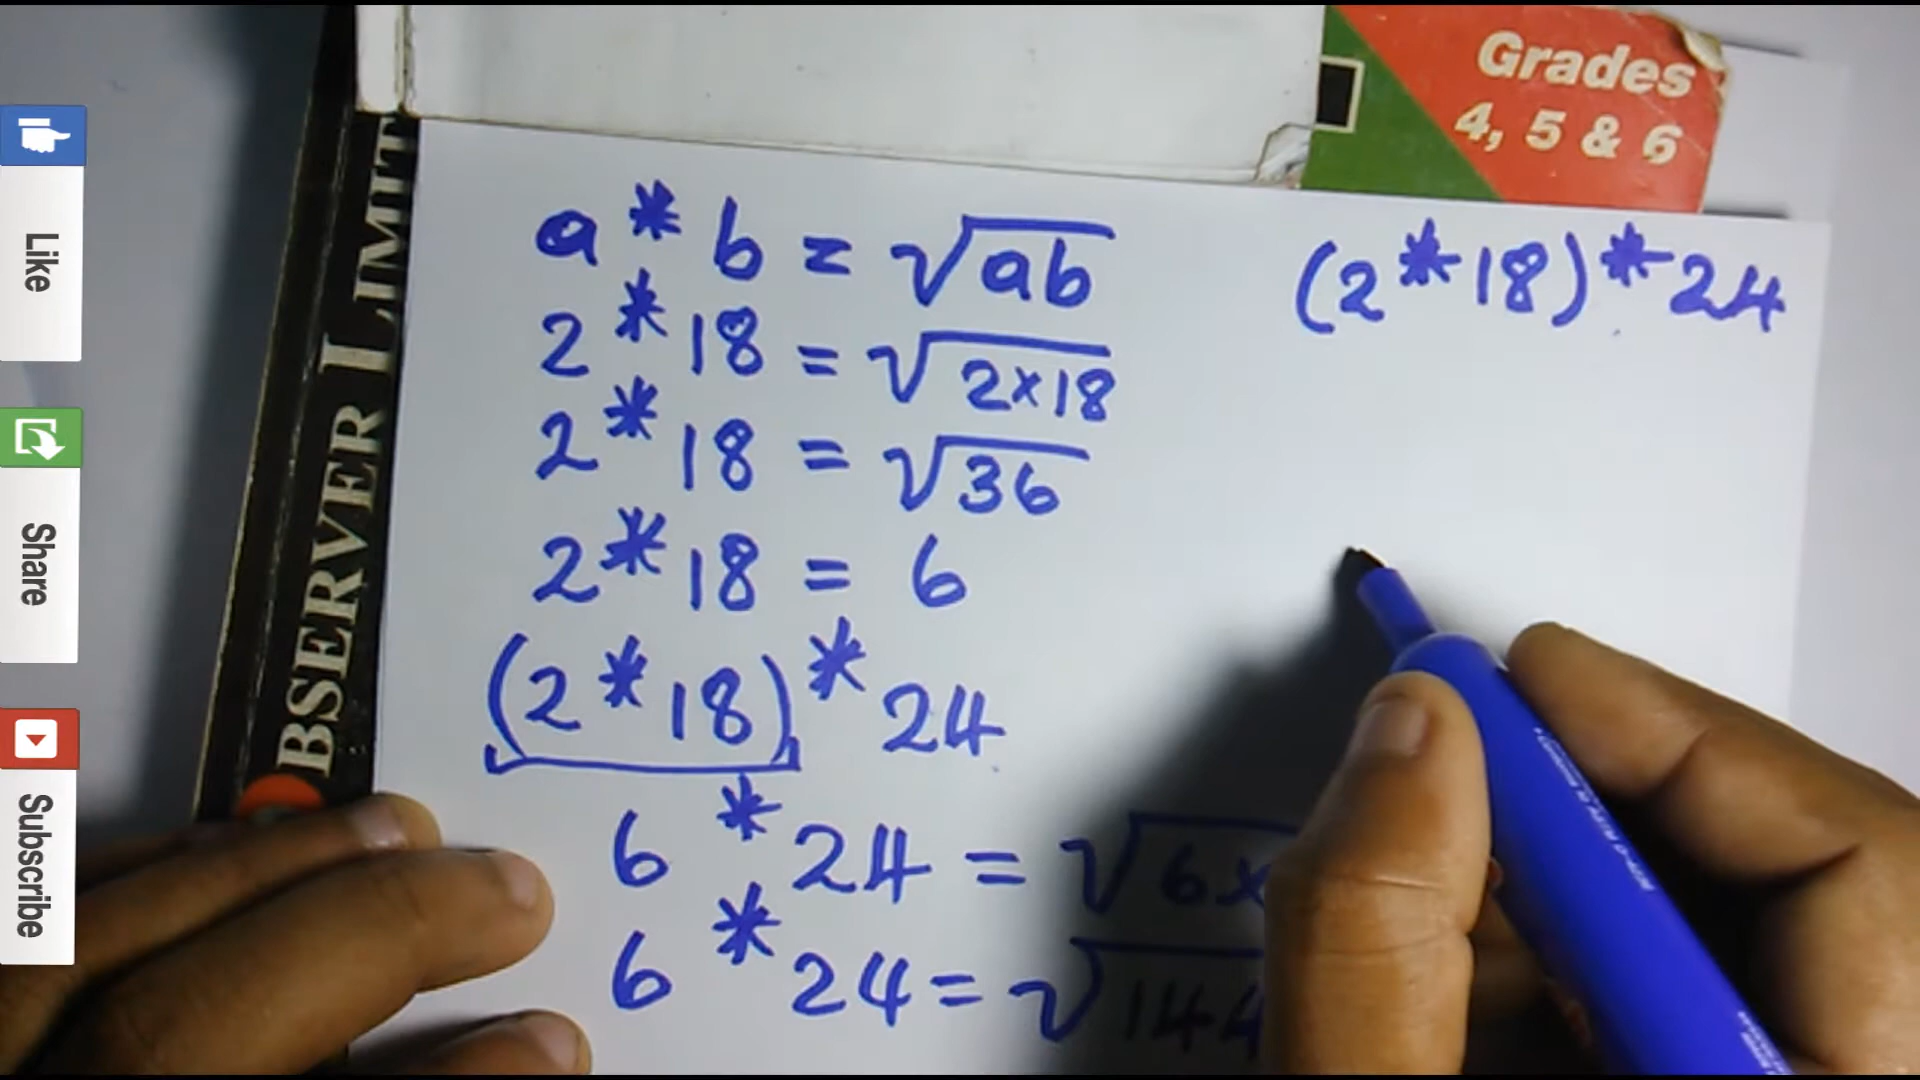 Grades
4, 5 & 6
BSERVER LIMIT
Like
Share
Subscribe
a * b = √ab
2 * 18 = √2×18
2 * 18 = √36
2 * 18 = 6
(2 * 18) * 24
6 * 24 = √6×
6 * 24 = √144
(2 * 18) * 24